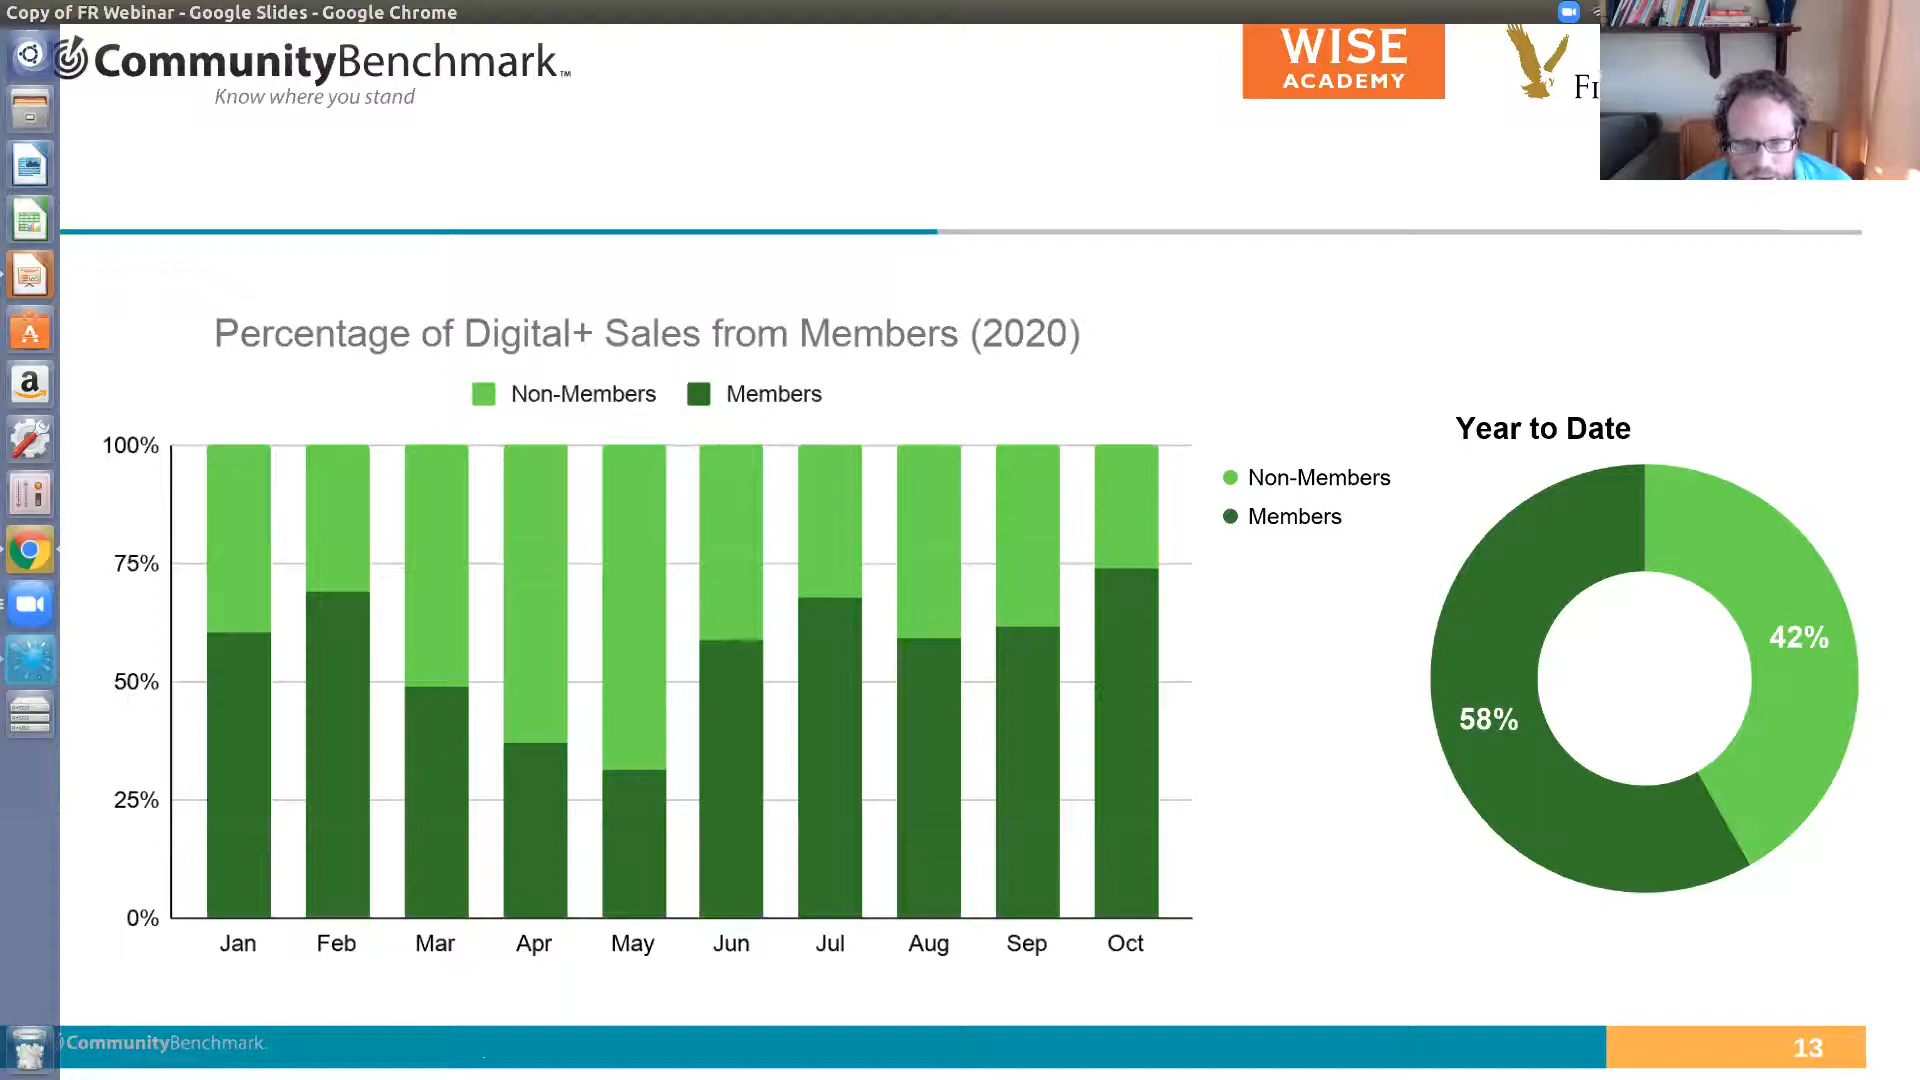 Copy of FR Webinar - Google Slides - Google Chrome
CommunityBenchmark™
Know where you stand
WISE
ACADEMY
Percentage of Digital+ Sales from Members (2020)
Non-Members Members
100%
75%
50%
25%
0%
Jan Feb Mar Apr May Jun Jul Aug Sep Oct
Year to Date
Non-Members
Members
42%
58%
CommunityBenchmark.
13